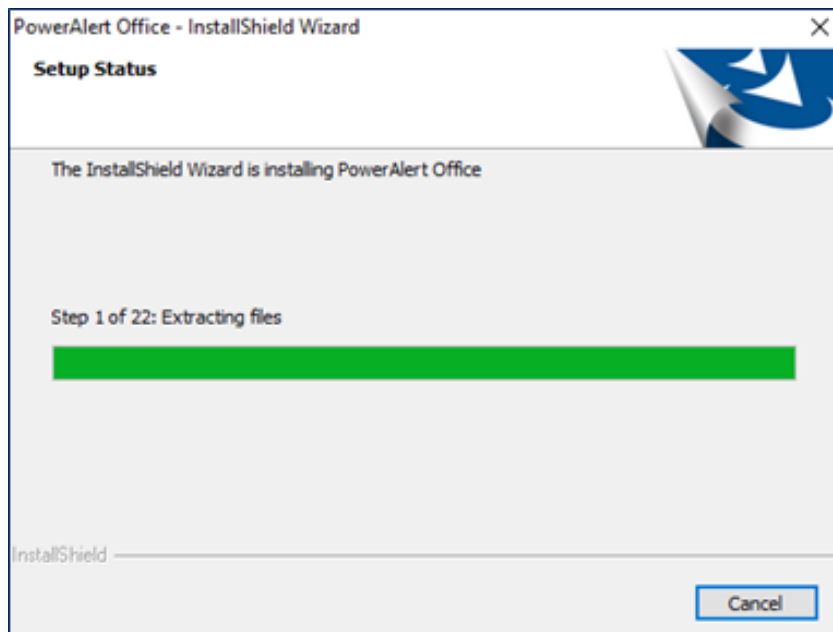 PowerAlert Office - InstallShield Wizard
Setup Status
The InstallShield Wizard is installing PowerAlert Office
Step 1 of 22: Extracting files
InstallShield
Cancel